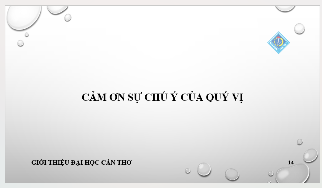 CẢM ƠN SỰ CHÚ Ý CỦA QUÝ VỊ
GIỚI THIỆU ĐẠI HỌC CẦN THƠ
14